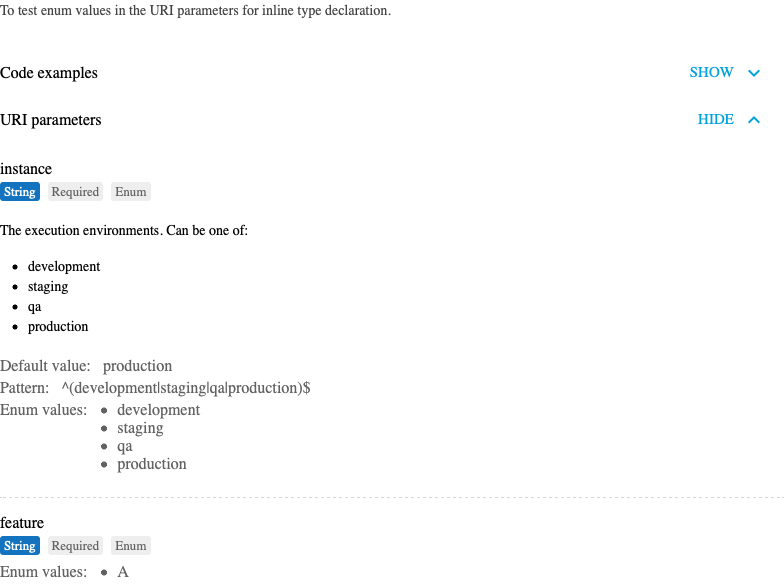 To test enum values in the URI parameters for inline type declaration.
Code examples SHOW
URI parameters HIDE
instance
String Required Enum
The execution environments. Can be one of:
• development
• staging
• qa
• production
Default value: production
Pattern: ^(development|staging|qa|production)$
Enum values: • development
• staging
• qa
• production
feature
String Required Enum
Enum values: • A